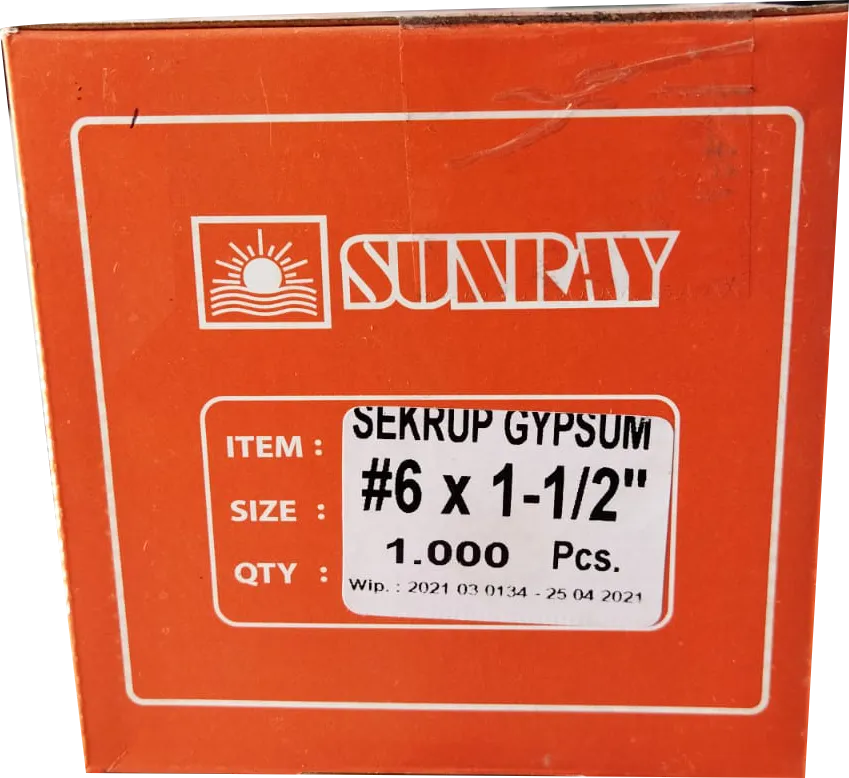 SUNRAY
ITEM : SEKRUP GYPSUM
SIZE : #6 x 1-1/2"
QTY : 1.000 Pcs.
Wip. : 2021 03 0134 - 25 04 2021